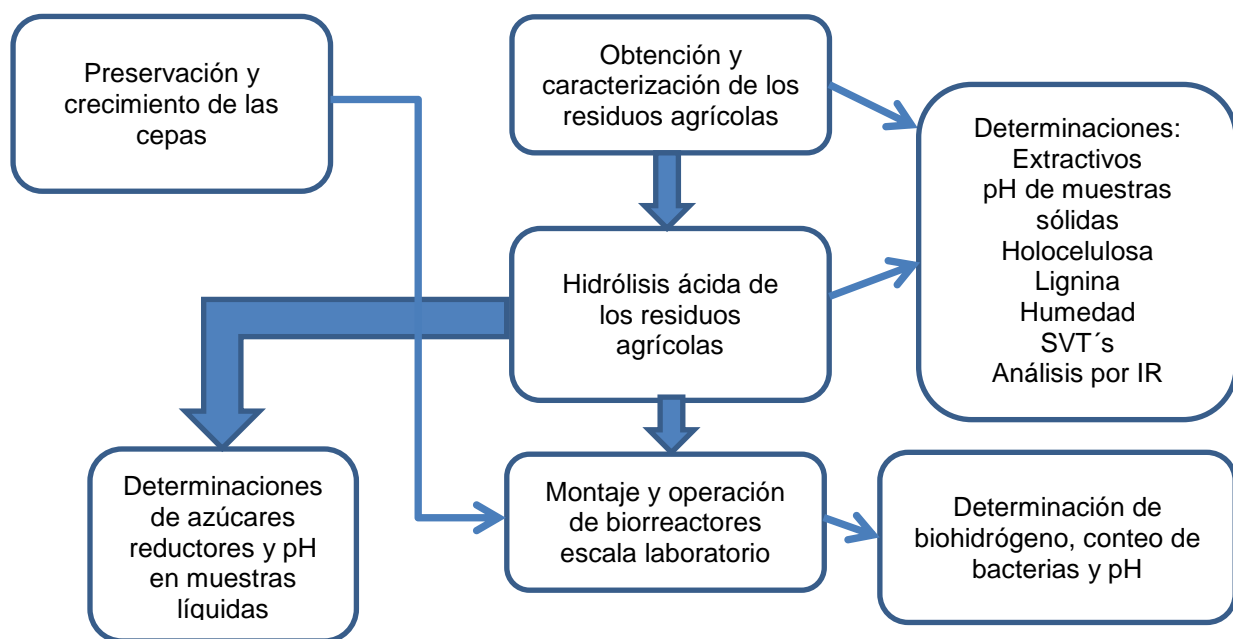 Preservación y
crecimiento de las
cepas
Obtención y
caracterización de los
residuos agrícolas
Determinaciones:
Extractivos
pH de muestras
sólidas
Holocelulosa
Lignina
Humedad
SVT´s
Análisis por IR
Hidrólisis ácida de
los residuos
agrícolas
Determinaciones
de azúcares
reductores y pH
en muestras
líquidas
Montaje y operación
de biorreactores
escala laboratorio
Determinación de
biohidrógeno, conteo de
bacterias y pH